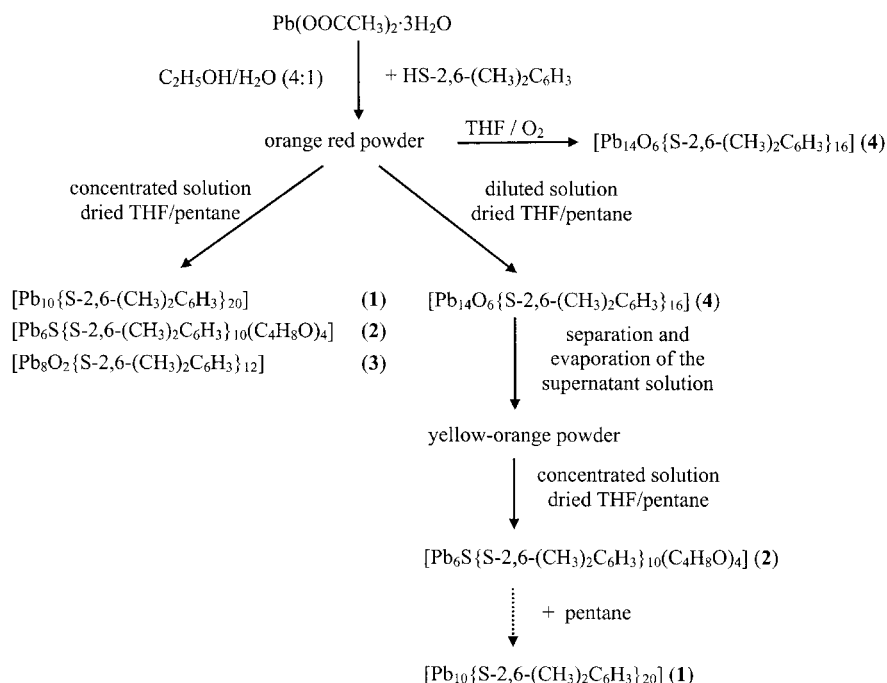 Pb(OOCCH₃)₂·3H₂O
C₂H₅OH/H₂O (4:1)
+ HS-2,6-(CH₃)₂C₆H₃
orange red powder
THF / O₂
[Pb₁₄O₆{S-2,6-(CH₃)₂C₆H₃}₁₆] (4)
concentrated solution
dried THF/pentane
diluted solution
dried THF/pentane
[Pb₁₀{S-2,6-(CH₃)₂C₆H₃}₂₀] (1)
[Pb₆S{S-2,6-(CH₃)₂C₆H₃}₁₀(C₄H₈O)₄] (2)
[Pb₈O₂{S-2,6-(CH₃)₂C₆H₃}₁₂] (3)
[Pb₁₄O₆{S-2,6-(CH₃)₂C₆H₃}₁₆] (4)
separation and
evaporation of the
supernatant solution
yellow-orange powder
concentrated solution
dried THF/pentane
[Pb₆S{S-2,6-(CH₃)₂C₆H₃}₁₀(C₄H₈O)₄] (2)
+ pentane
[Pb₁₀{S-2,6-(CH₃)₂C₆H₃}₂₀] (1)